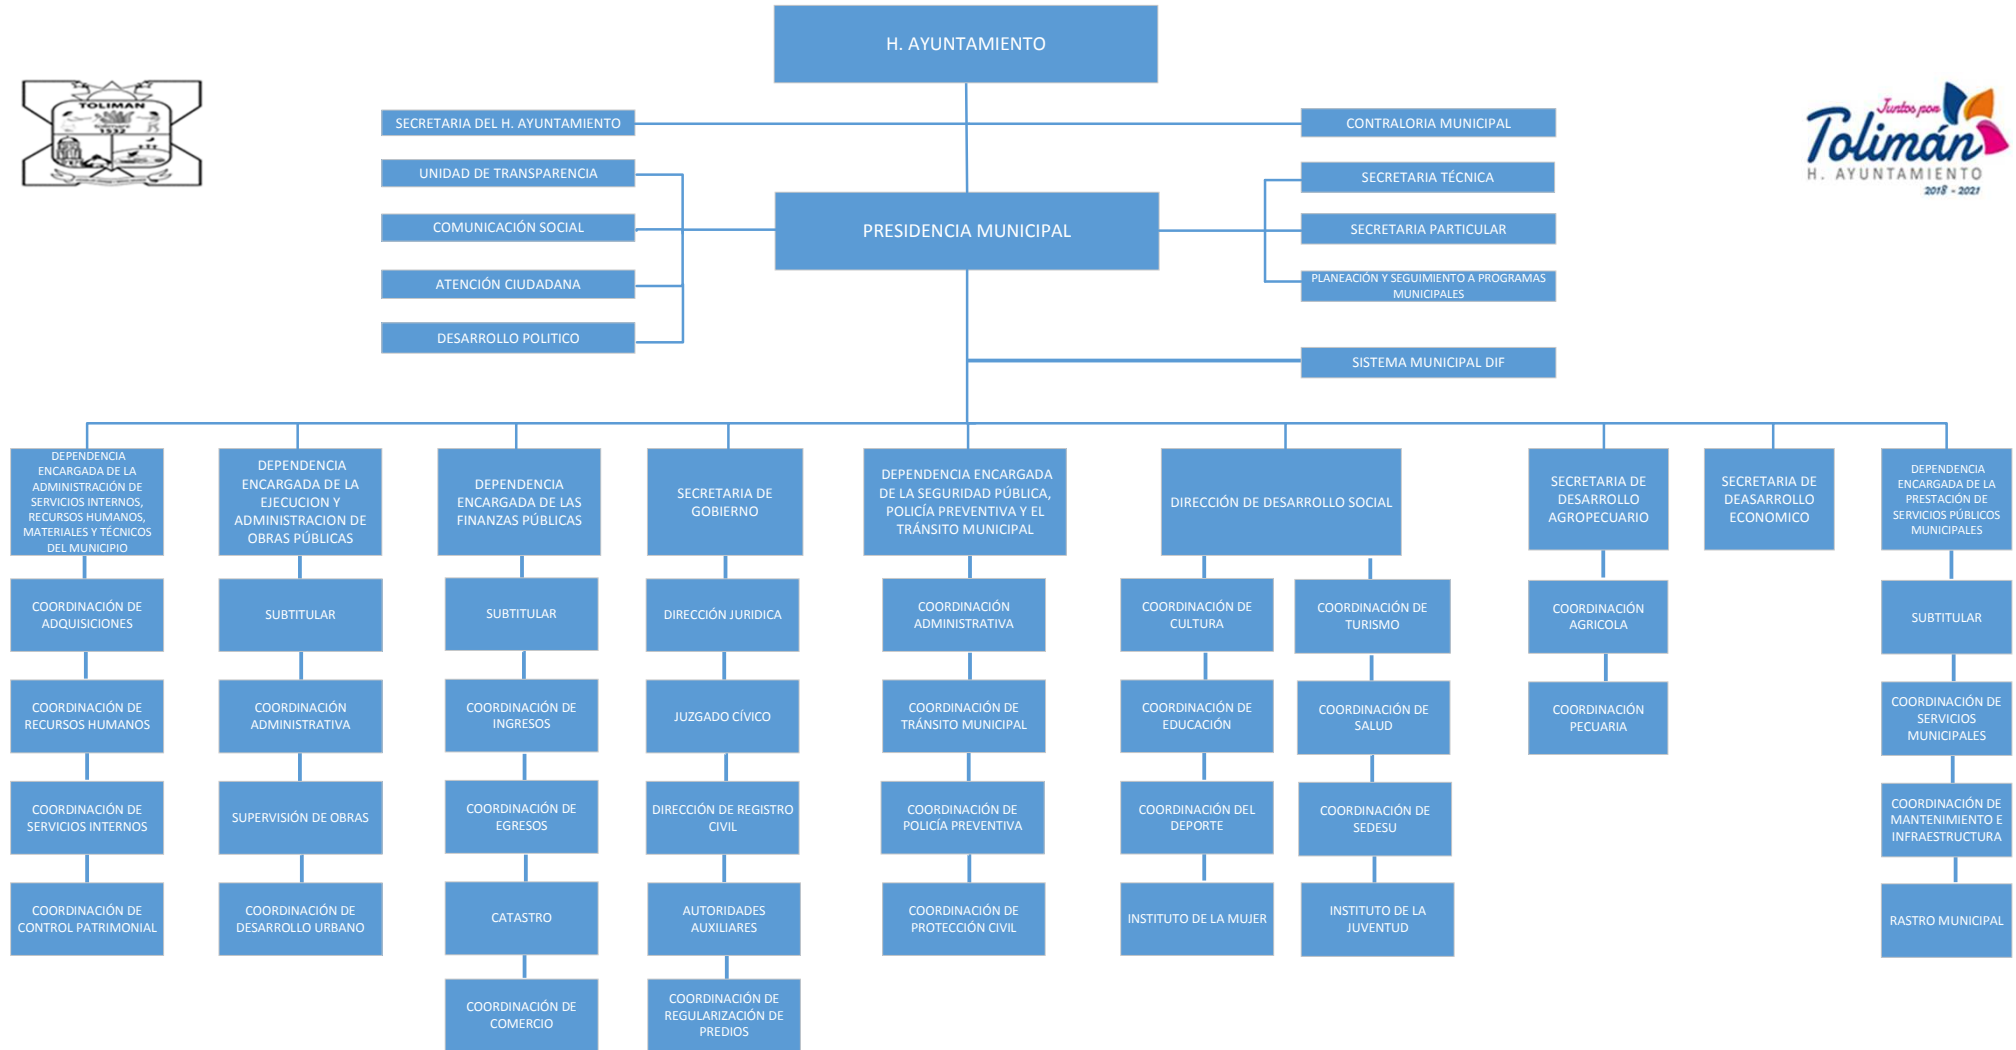 H. AYUNTAMIENTO
TOLIMAN
1532
Juntos por
Tolimán
H. AYUNTAMIENTO
2018 - 2021
SECRETARIA DEL H. AYUNTAMIENTO
CONTRALORIA MUNICIPAL
UNIDAD DE TRANSPARENCIA
COMUNICACIÓN SOCIAL
ATENCIÓN CIUDADANA
DESARROLLO POLITICO
PRESIDENCIA MUNICIPAL
SECRETARIA TÉCNICA
SECRETARIA PARTICULAR
PLANEACIÓN Y SEGUIMIENTO A PROGRAMAS
MUNICIPALES
SISTEMA MUNICIPAL DIF
DEPENDENCIA
ENCARGADA DE LA
ADMINISTRACIÓN DE
SERVICIOS INTERNOS,
RECURSOS HUMANOS,
MATERIALES Y TÉCNICOS
DEL MUNICIPIO
COORDINACIÓN DE
ADQUISICIONES
COORDINACIÓN DE
RECURSOS HUMANOS
COORDINACIÓN DE
SERVICIOS INTERNOS
COORDINACIÓN DE
CONTROL PATRIMONIAL
DEPENDENCIA
ENCARGADA DE LA
EJECUCION Y
ADMINISTRACION DE
OBRAS PÚBLICAS
SUBTITULAR
COORDINACIÓN
ADMINISTRATIVA
SUPERVISIÓN DE OBRAS
COORDINACIÓN DE
DESARROLLO URBANO
DEPENDENCIA
ENCARGADA DE LAS
FINANZAS PÚBLICAS
SUBTITULAR
COORDINACIÓN DE
INGRESOS
COORDINACIÓN DE
EGRESOS
CATASTRO
COORDINACIÓN DE
COMERCIO
SECRETARIA DE
GOBIERNO
DIRECCIÓN JURIDICA
JUZGADO CÍVICO
DIRECCIÓN DE REGISTRO
CIVIL
AUTORIDADES
AUXILIARES
COORDINACIÓN DE
REGULARIZACIÓN DE
PREDIOS
DEPENDENCIA ENCARGADA
DE LA SEGURIDAD PÚBLICA,
POLICÍA PREVENTIVA Y EL
TRÁNSITO MUNICIPAL
COORDINACIÓN
ADMINISTRATIVA
COORDINACIÓN DE
TRÁNSITO MUNICIPAL
COORDINACIÓN DE
POLICÍA PREVENTIVA
COORDINACIÓN DE
PROTECCIÓN CIVIL
DIRECCIÓN DE DESARROLLO SOCIAL
COORDINACIÓN DE
CULTURA
COORDINACIÓN DE
EDUCACIÓN
COORDINACIÓN DEL
DEPORTE
INSTITUTO DE LA MUJER
COORDINACIÓN DE
TURISMO
COORDINACIÓN DE
SALUD
COORDINACIÓN DE
SEDESU
INSTITUTO DE LA
JUVENTUD
SECRETARIA DE
DESARROLLO
AGROPECUARIO
COORDINACIÓN
AGRICOLA
COORDINACIÓN
PECUARIA
SECRETARIA DE
DEASARROLLO
ECONOMICO
DEPENDENCIA
ENCARGADA DE LA
PRESTACIÓN DE
SERVICIOS PÚBLICOS
MUNICIPALES
SUBTITULAR
COORDINACIÓN DE
SERVICIOS
MUNICIPALES
COORDINACIÓN DE
MANTENIMIENTO E
INFRAESTRUCTURA
RASTRO MUNICIPAL